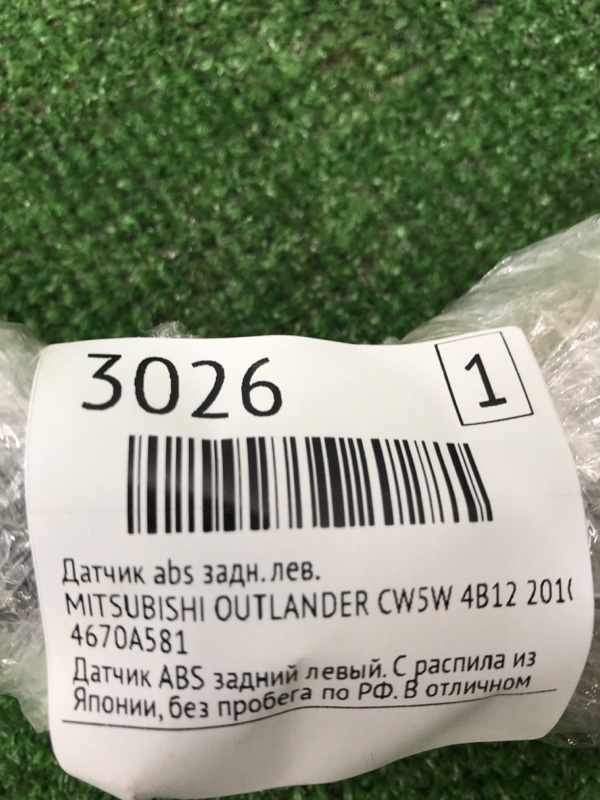 3026 1
Датчик abs задн. лев.
MITSUBISHI OUTLANDER CW5W 4B12
4670A581
Датчик ABS задний левый. С распила из
Японии, без пробега по РФ. В отличном